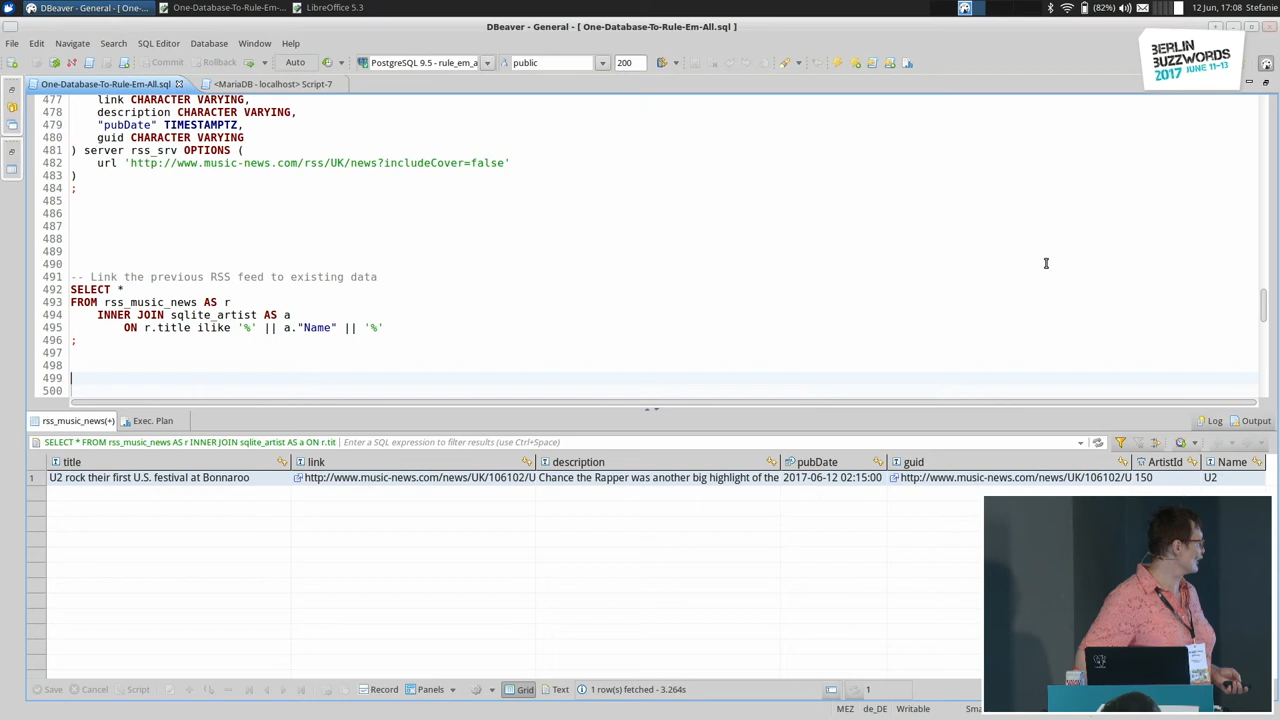 DBeaver - General - [ One-...
One-Database-To-Rule-Em-All....
LibreOffice 5.3
(82%)
12 Jun, 17:08 Stefanie
DBeaver - General - [ One-Database-To-Rule-Em-All.sql ]
File Edit Navigate Search SQL Editor Database Window Help
Commit Rollback Auto PostgreSQL 9.5 - rule_em_a public 200
BERLIN
BUZZWORDS
2017 JUNE 11-13
One-Database-To-Rule-Em-All.sql
<MariaDB - localhost> Script-7
477 link CHARACTER VARYING,
478 description CHARACTER VARYING,
479 "pubDate" TIMESTAMPTZ,
480 guid CHARACTER VARYING
481 ) server rss_srv OPTIONS (
482 url 'http://www.music-news.com/rss/UK/news?includeCover=false'
483 )
484 ;
485
486
487
488
489
490
491 -- Link the previous RSS feed to existing data
492 SELECT *
493 FROM rss_music_news AS r
494 INNER JOIN sqlite_artist AS a
495 ON r.title ilike '%' || a."Name" || '%'
496 ;
497
498
499
500
rss_music_news(+) Exec. Plan Log Output
SELECT * FROM rss_music_news AS r INNER JOIN sqlite_artist AS a ON r.tit Enter a SQL expression to filter results (use Ctrl+Space)
title link description pubDate guid ArtistId Name
1 U2 rock their first U.S. festival at Bonnaroo http://www.music-news.com/news/UK/106102/U Chance the Rapper was another big highlight of the 2017-06-12 02:15:00 http://www.music-news.com/news/UK/106102/U 150 U2
Save Cancel Script Record Panels Grid Text 1 row(s) fetched - 3.264s 1
MEZ de_DE Writable Sma